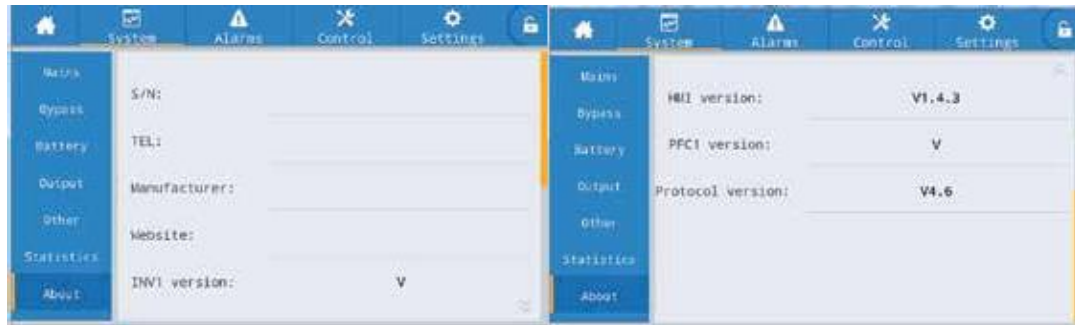 System Alarms Control Settings
Mains
Bypass
Battery
Output
Other
Statistics
About
S/N:
TEL:
Manufacturer:
Website:
INV1 version: V
System Alarms Control Settings
Mains
Bypass
Battery
Output
Other
Statistics
About
HMI version: V1.4.3
PFC1 version: V
Protocol version: V4.6